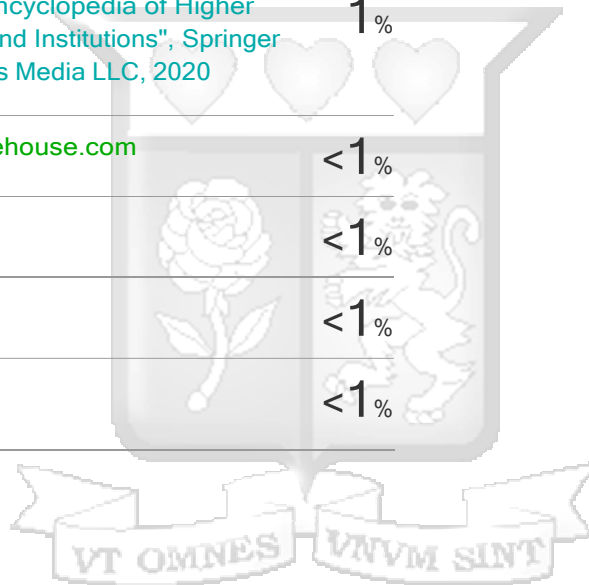 ncyclopedia of Higher
nd Institutions", Springer
s Media LLC, 2020
1%
ehouse.com
<1%
<1%
<1%
<1%
VT OMNES VNVM SINT